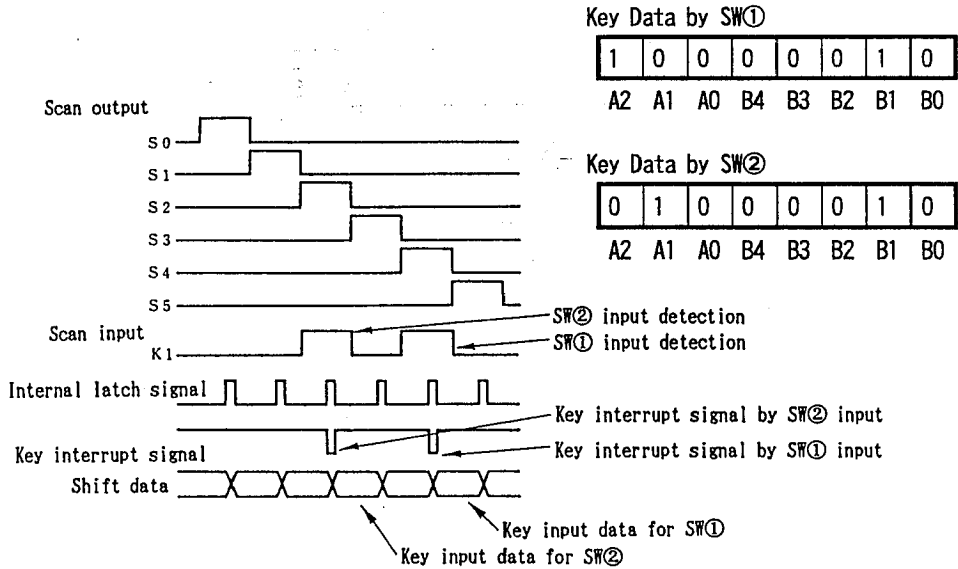 Key Data by SW①
1 0 0 0 0 0 1 0
A2 A1 A0 B4 B3 B2 B1 B0
Key Data by SW②
0 1 0 0 0 0 1 0
A2 A1 A0 B4 B3 B2 B1 B0
Scan output
S0
S1
S2
S3
S4
S5
Scan input
K1
SW② input detection
SW① input detection
Internal latch signal
Key interrupt signal by SW② input
Key interrupt signal
Key interrupt signal by SW① input
Shift data
Key input data for SW①
Key input data for SW②